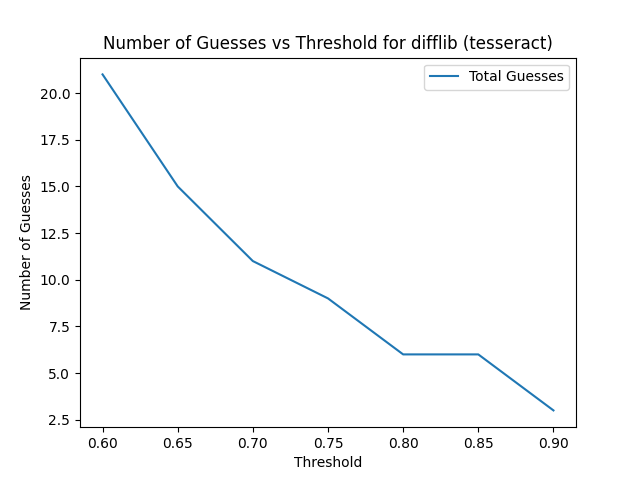 Number of Guesses vs Threshold for difflib (tesseract)
Total Guesses
Number of Guesses
20.0
17.5
15.0
12.5
10.0
7.5
5.0
2.5
0.60 0.65 0.70 0.75 0.80 0.85 0.90
Threshold